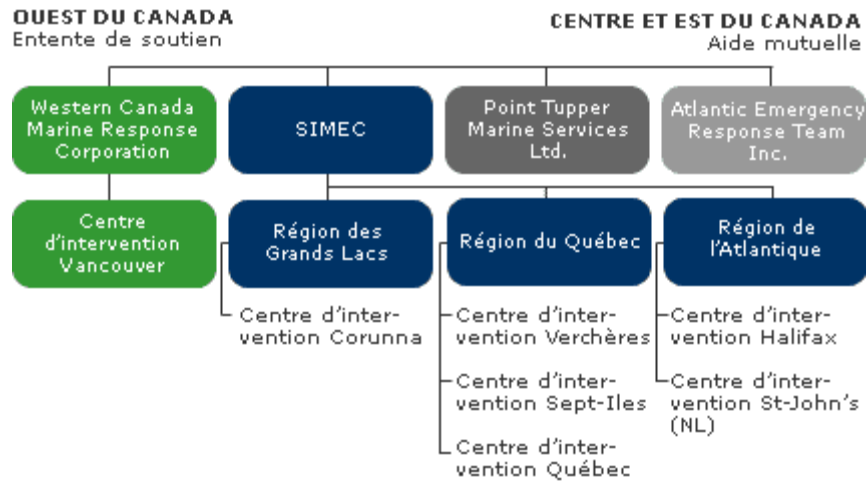 OUEST DU CANADA
Entente de soutien
CENTRE ET EST DU CANADA
Aide mutuelle
Western Canada
Marine Response
Corporation
SIMEC
Point Tupper
Marine Services
Ltd.
Atlantic Emergency
Response Team
Inc.
Centre
d'intervention
Vancouver
Région des
Grands Lacs
Région du Québec
Région de
l'Atlantique
Centre d'inter-
vention Corunna
Centre d'inter-
vention Verchères
Centre d'inter-
vention Sept-Iles
Centre d'inter-
vention Québec
Centre d'inter-
vention Halifax
Centre d'inter-
vention St-John's
(NL)